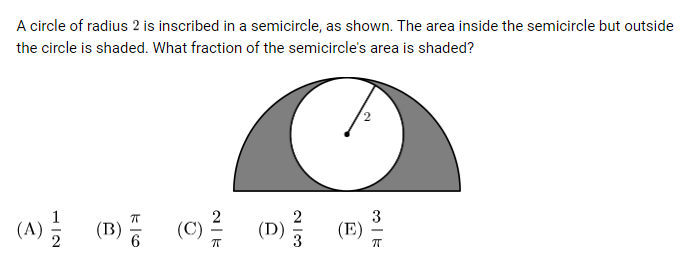 A circle of radius 2 is inscribed in a semicircle, as shown. The area inside the semicircle but outside
the circle is shaded. What fraction of the semicircle's area is shaded?
2
(A) 1/2 (B) π/6 (C) 2/π (D) 2/3 (E) 3/π